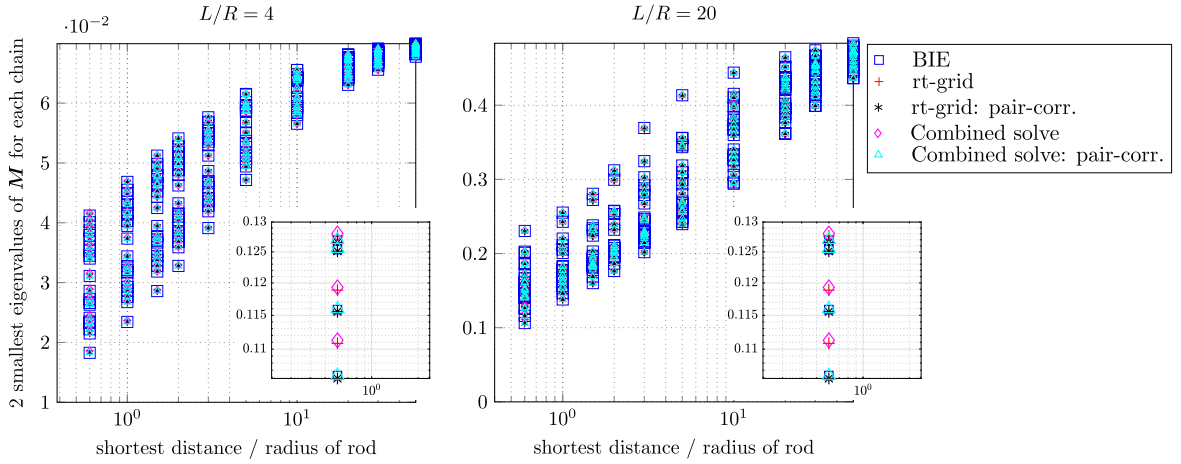 L/R = 4
·10⁻²
2 smallest eigenvalues of M for each chain
6
5
4
3
2
1
10⁰
10¹
shortest distance / radius of rod
0.13
0.125
0.12
0.115
0.11
10⁰
L/R = 20
0.4
0.3
0.2
0.1
0
10⁰
10¹
shortest distance / radius of rod
0.13
0.125
0.12
0.115
0.11
10⁰
BIE
rt-grid
rt-grid: pair-corr.
Combined solve
Combined solve: pair-corr.